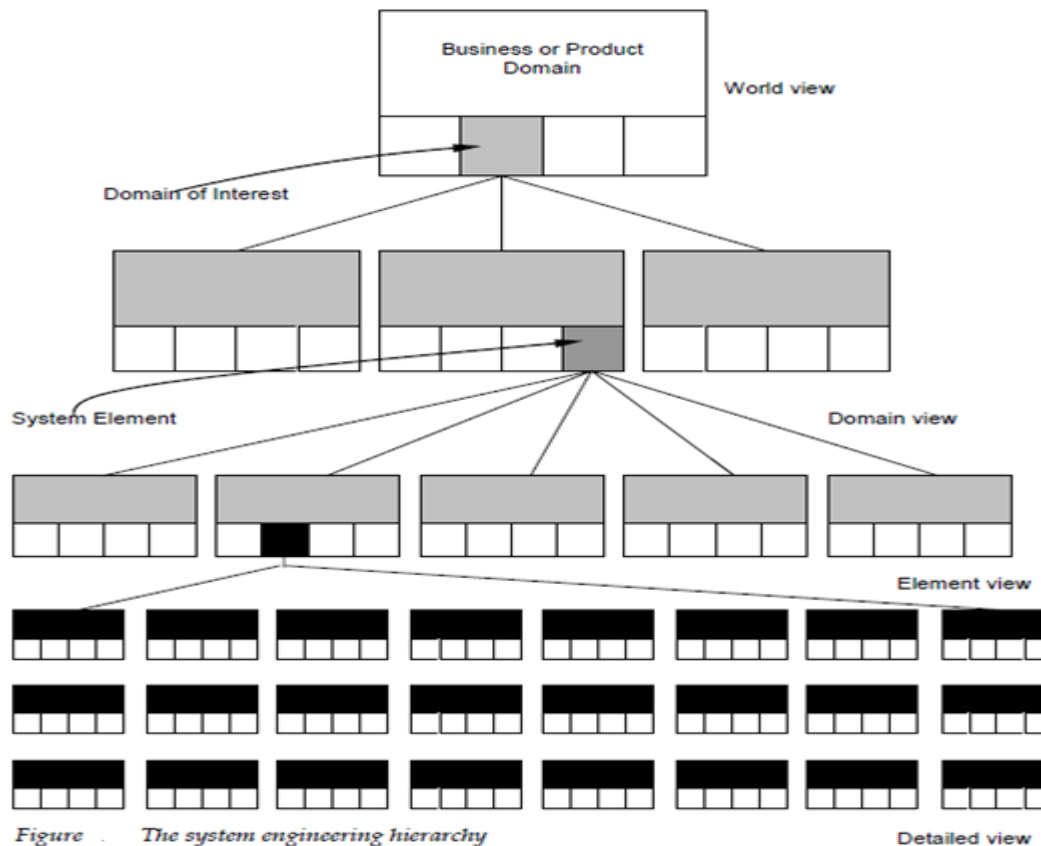 Business or Product
Domain
World view
Domain of Interest
System Element
Domain view
Element view
Figure . The system engineering hierarchy
Detailed view